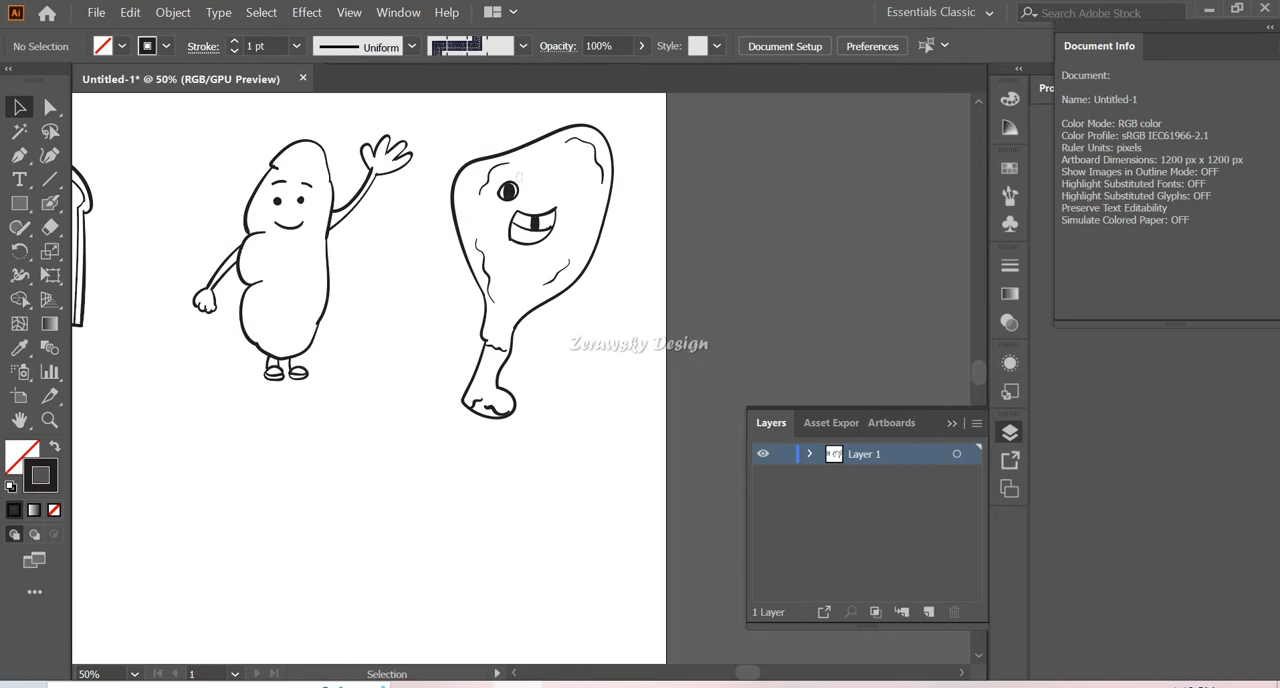 Ai File Edit Object Type Select Effect View Window Help Essentials Classic Search Adobe Stock
No Selection Stroke: 1 pt Uniform Opacity: 100% Style: Document Setup Preferences
Untitled-1* @ 50% (RGB/GPU Preview)
Document Info
Pro
Document:
Name: Untitled-1
Color Mode: RGB color
Color Profile: sRGB IEC61966-2.1
Ruler Units: pixels
Artboard Dimensions: 1200 px x 1200 px
Show Images in Outline Mode: OFF
Highlight Substituted Fonts: OFF
Highlight Substituted Glyphs: OFF
Preserve Text Editability
Simulate Colored Paper: OFF
Zerawsky Design
Layers Asset Expor Artboards
Layer 1
1 Layer
50% 1 Selection